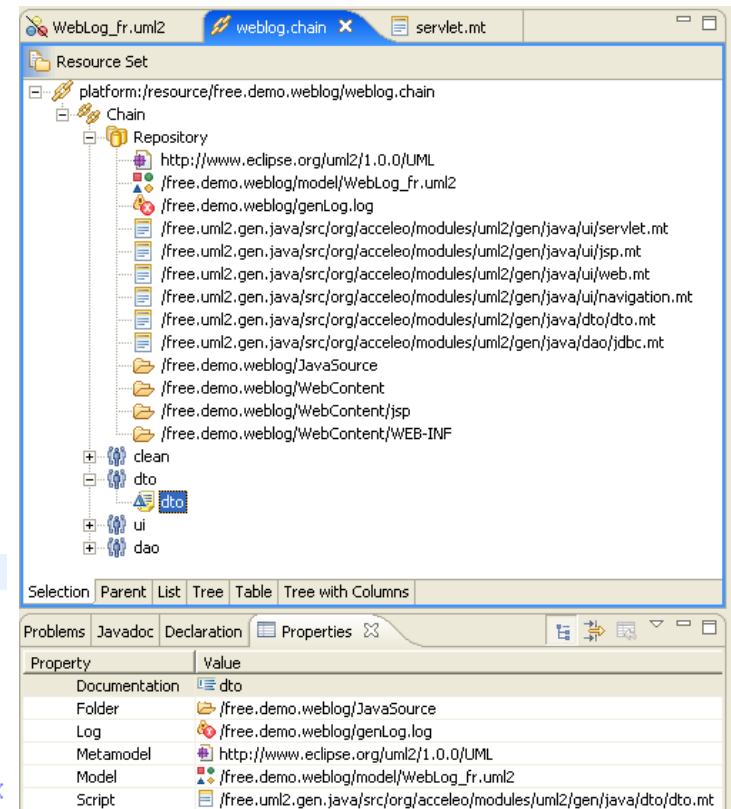 WebLog_fr.uml2 weblog.chain servlet.mt
Resource Set
platform:/resource/free.demo.weblog/weblog.chain
Chain
Repository
http://www.eclipse.org/uml2/1.0.0/UML
/free.demo.weblog/model/WebLog_fr.uml2
/free.demo.weblog/genLog.log
/free.uml2.gen.java/src/org/acceleo/modules/uml2/gen/java/ui/servlet.mt
/free.uml2.gen.java/src/org/acceleo/modules/uml2/gen/java/ui/jsp.mt
/free.uml2.gen.java/src/org/acceleo/modules/uml2/gen/java/ui/web.mt
/free.uml2.gen.java/src/org/acceleo/modules/uml2/gen/java/ui/navigation.mt
/free.uml2.gen.java/src/org/acceleo/modules/uml2/gen/java/dto/dto.mt
/free.uml2.gen.java/src/org/acceleo/modules/uml2/gen/java/dao/jdbc.mt
/free.demo.weblog/JavaSource
/free.demo.weblog/WebContent
/free.demo.weblog/WebContent/jsp
/free.demo.weblog/WebContent/WEB-INF
clean
dto
dto
ui
dao
Selection Parent List Tree Table Tree with Columns
Problems Javadoc Declaration Properties
Property Value
Documentation dto
Folder /free.demo.weblog/JavaSource
Log /free.demo.weblog/genLog.log
Metamodel http://www.eclipse.org/uml2/1.0.0/UML
Model /free.demo.weblog/model/WebLog_fr.uml2
Script /free.uml2.gen.java/src/org/acceleo/modules/uml2/gen/java/dto/dto.mt